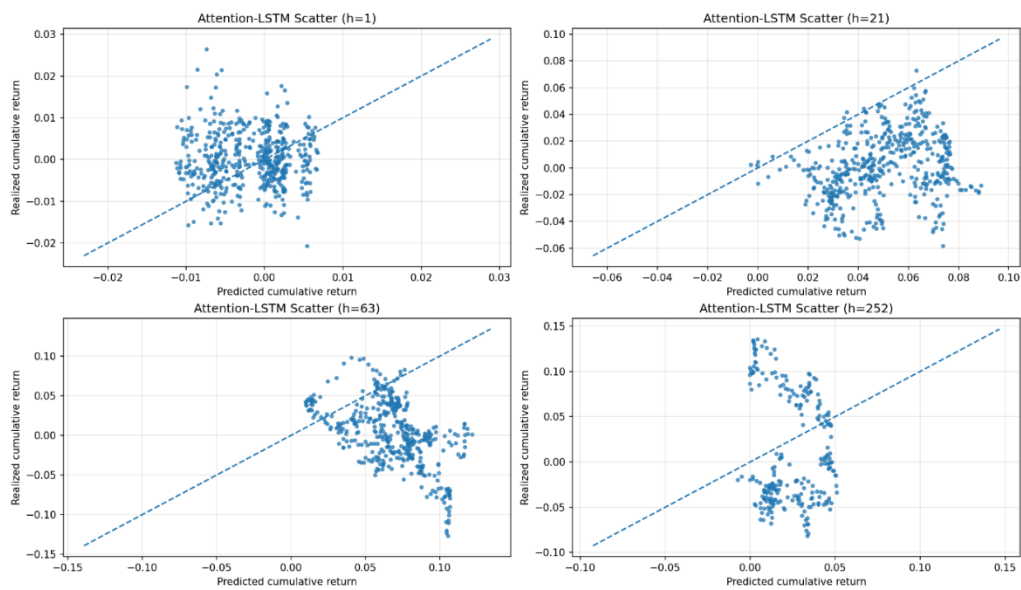 Attention-LSTM Scatter (h=1)
Realized cumulative return
0.03
0.02
0.01
0.00
−0.01
−0.02
−0.02 −0.01 0.00 0.01 0.02 0.03
Predicted cumulative return
Attention-LSTM Scatter (h=21)
Realized cumulative return
0.10
0.08
0.06
0.04
0.02
0.00
−0.02
−0.04
−0.06
−0.06 −0.04 −0.02 0.00 0.02 0.04 0.06 0.08 0.10
Predicted cumulative return
Attention-LSTM Scatter (h=63)
Realized cumulative return
0.10
0.05
0.00
−0.05
−0.10
−0.15
−0.15 −0.10 −0.05 0.00 0.05 0.10
Predicted cumulative return
Attention-LSTM Scatter (h=252)
Realized cumulative return
0.15
0.10
0.05
0.00
−0.05
−0.10
−0.10 −0.05 0.00 0.05 0.10 0.15
Predicted cumulative return